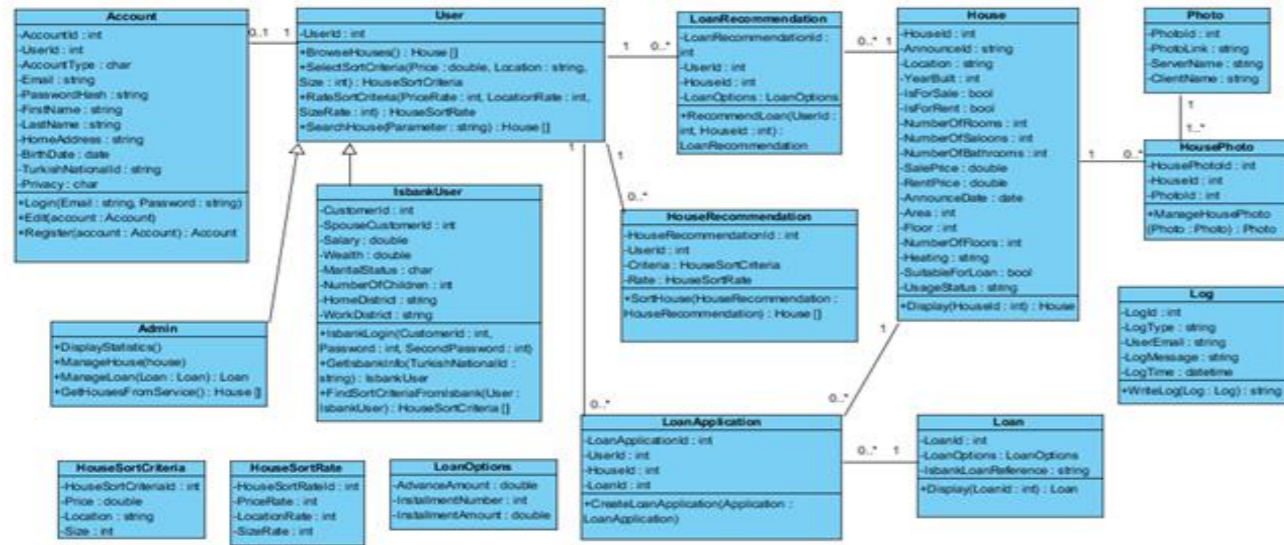 Account
-AccountId : int
-UserId : int
-AccountType : char
-Email : string
-PasswordHash : string
-FirstName : string
-LastName : string
-HomeAddress : string
-BirthDate : date
-TurkishNationalId : string
-Privacy : char
+Login(Email : string, Password : string)
+Edit(account : Account)
+Register(account : Account) : Account
0..1
1
User
-UserId : int
+BrowseHouses() : House []
+SelectSortCriteria(Price : double, Location : string,
Size : int) : HouseSortCriteria
+RateSortCriteria(PriceRate : int, LocationRate : int,
SizeRate : int) : HouseSortRate
+SearchHouse(Parameter : string) : House []
1
0..*
LoanRecommendation
-LoanRecommendationId :
int
-UserId : int
-HouseId : int
-LoanOptions : LoanOptions
+RecommendLoan(UserId :
int, HouseId : int) :
LoanRecommendation
0..*
1
House
-HouseId : int
-AnnounceId : string
-Location : string
-YearBuilt : int
-IsForSale : bool
-IsForRent : bool
-NumberOfRooms : int
-NumberOfSaloons : int
-NumberOfBathrooms : int
-SalePrice : double
-RentPrice : double
-AnnounceDate : date
-Area : int
-Floor : int
-NumberOfFloors : int
-Heating : string
-SuitableForLoan : bool
-UsageStatus : string
+Display(HouseId : int) : House
Photo
-PhotoId : int
-PhotoLink : string
-ServerName : string
-ClientName : string
1
1..*
1
0..*
HousePhoto
-HousePhotoId : int
-HouseId : int
-PhotoId : int
+ManageHousePhoto
(Photo : Photo) : Photo
1
1
0..*
IsbankUser
-CustomerId : int
-SpouseCustomerId : int
-Salary : double
-Wealth : double
-MaritalStatus : char
-NumberOfChildren : int
-HomeDistrict : string
-WorkDistrict : string
+IsbankLogin(CustomerId : int,
Password : int, SecondPassword : int)
+GetIsbankInfo(TurkishNationalId :
string) : IsbankUser
+FindSortCriteriaFromIsbank(User :
IsbankUser) : HouseSortCriteria []
HouseRecommendation
-HouseRecommendationId : int
-UserId : int
-Criteria : HouseSortCriteria
-Rate : HouseSortRate
+SortHouse(HouseRecommendation :
HouseRecommendation) : House []
Log
-LogId : int
-LogType : string
-UserEmail : string
-LogMessage : string
-LogTime : datetime
+WriteLog(Log : Log) : string
Admin
+DisplayStatistics()
+ManageHouse(house)
+ManageLoan(Loan : Loan) : Loan
+GetHousesFromService() : House []
1
0..*
0..*
LoanApplication
-LoanApplicationId : int
-UserId : int
-HouseId : int
-LoanId : int
+CreateLoanApplication(Application :
LoanApplication)
0..*
1
Loan
-LoanId : int
-LoanOptions : LoanOptions
-IsbankLoanReference : string
+Display(LoanId : int) : Loan
HouseSortCriteria
-HouseSortCriteriaId : int
-Price : double
-Location : string
-Size : int
HouseSortRate
-HouseSortRateId : int
-PriceRate : int
-LocationRate : int
-SizeRate : int
LoanOptions
-AdvanceAmount : double
-InstallmentNumber : int
-InstallmentAmount : double